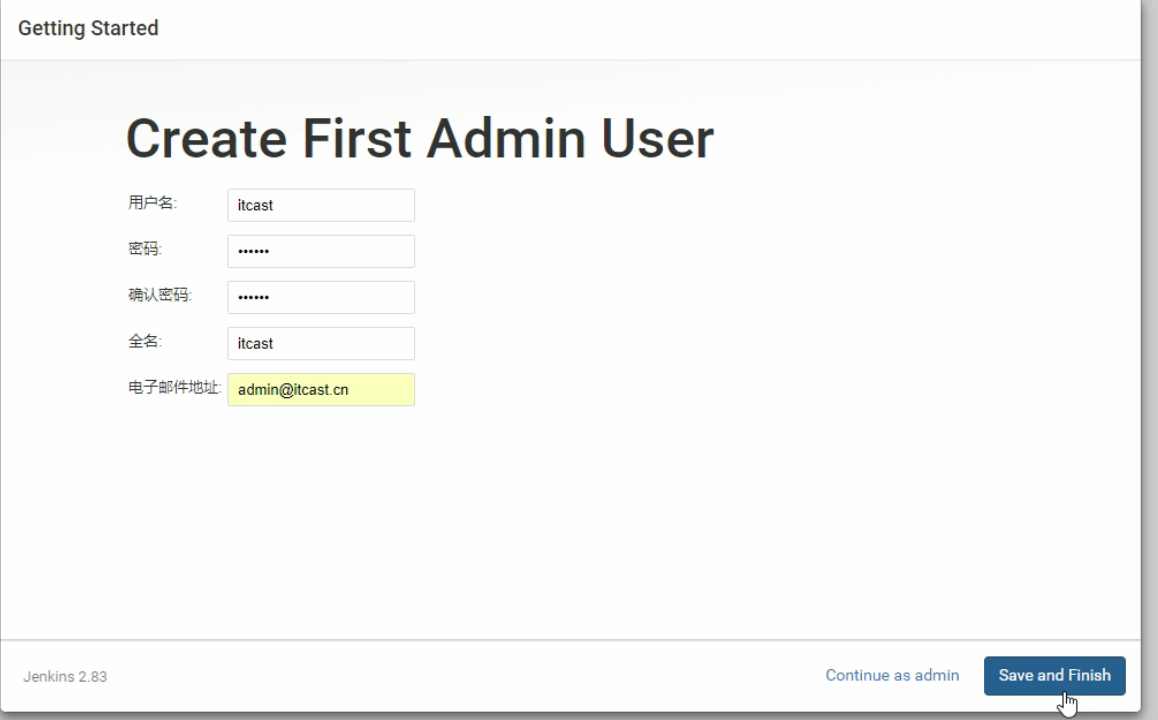 Getting Started
Create First Admin User
用户名: itcast
密码: ••••••
确认密码: ••••••
全名: itcast
电子邮件地址: admin@itcast.cn
Jenkins 2.83 Continue as admin Save and Finish